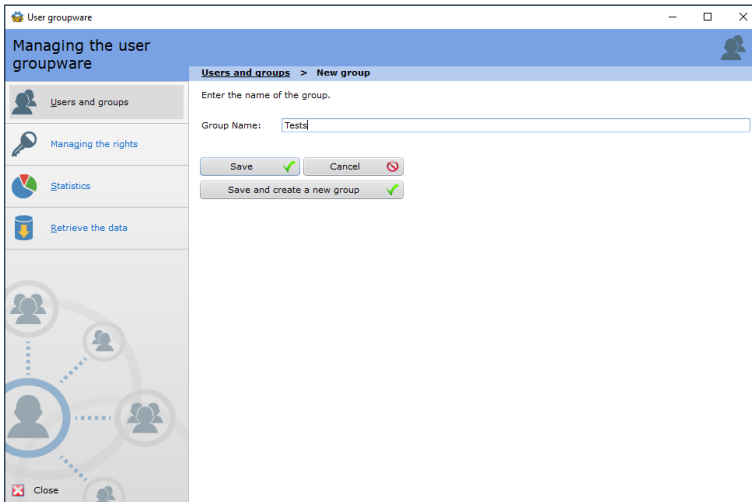 User groupware
Managing the user
groupware
Users and groups > New group
Users and groups
Managing the rights
Statistics
Retrieve the data
Close
Enter the name of the group.
Group Name: Tests
Save Cancel
Save and create a new group